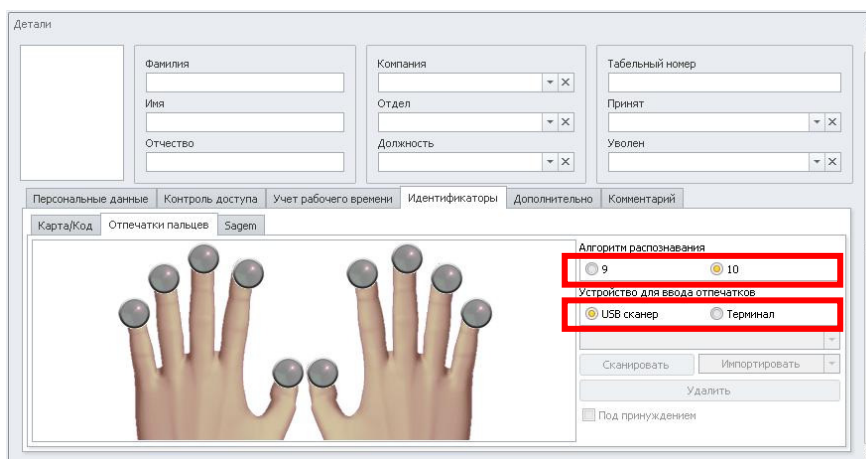 Детали
Фамилия
Имя
Отчество
Компания
Отдел
Должность
Табельный номер
Принят
Уволен
Персональные данные Контроль доступа Учет рабочего времени Идентификаторы Дополнительно Комментарий
Карта/Код Отпечатки пальцев Sagem
Алгоритм распознавания
9 10
Устройство для ввода отпечатков
USB сканер Терминал
Сканировать Импортировать
Удалить
Под принуждением